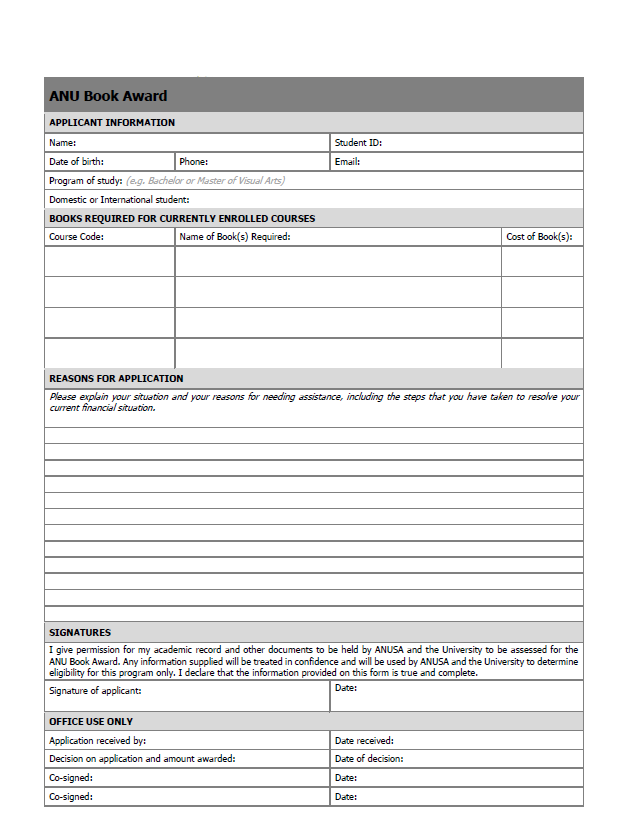 ANU Book Award
APPLICANT INFORMATION
Name: Student ID:
Date of birth: Phone: Email:
Program of study: (e.g. Bachelor or Master of Visual Arts)
Domestic or International student:
BOOKS REQUIRED FOR CURRENTLY ENROLLED COURSES
Course Code: Name of Book(s) Required: Cost of Book(s):
REASONS FOR APPLICATION
Please explain your situation and your reasons for needing assistance, including the steps that you have taken to resolve your
current financial situation.
SIGNATURES
I give permission for my academic record and other documents to be held by ANUSA and the University to be assessed for the
ANU Book Award. Any information supplied will be treated in confidence and will be used by ANUSA and the University to determine
eligibility for this program only. I declare that the information provided on this form is true and complete.
Signature of applicant: Date:
OFFICE USE ONLY
Application received by: Date received:
Decision on application and amount awarded: Date of decision:
Co-signed: Date:
Co-signed: Date: